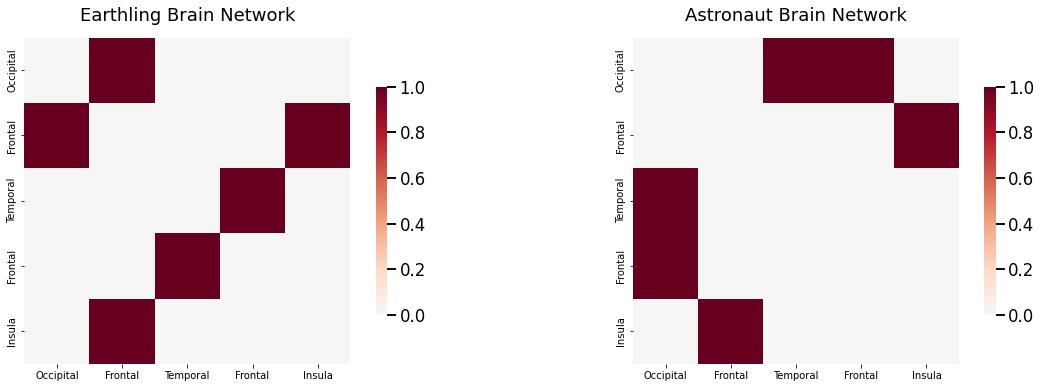 Earthling Brain Network
Occipital
Frontal
Temporal
Frontal
Insula
Occipital
Frontal
Temporal
Frontal
Insula
1.0
0.8
0.6
0.4
0.2
0.0
Astronaut Brain Network
Occipital
Frontal
Temporal
Frontal
Insula
Occipital
Frontal
Temporal
Frontal
Insula
1.0
0.8
0.6
0.4
0.2
0.0